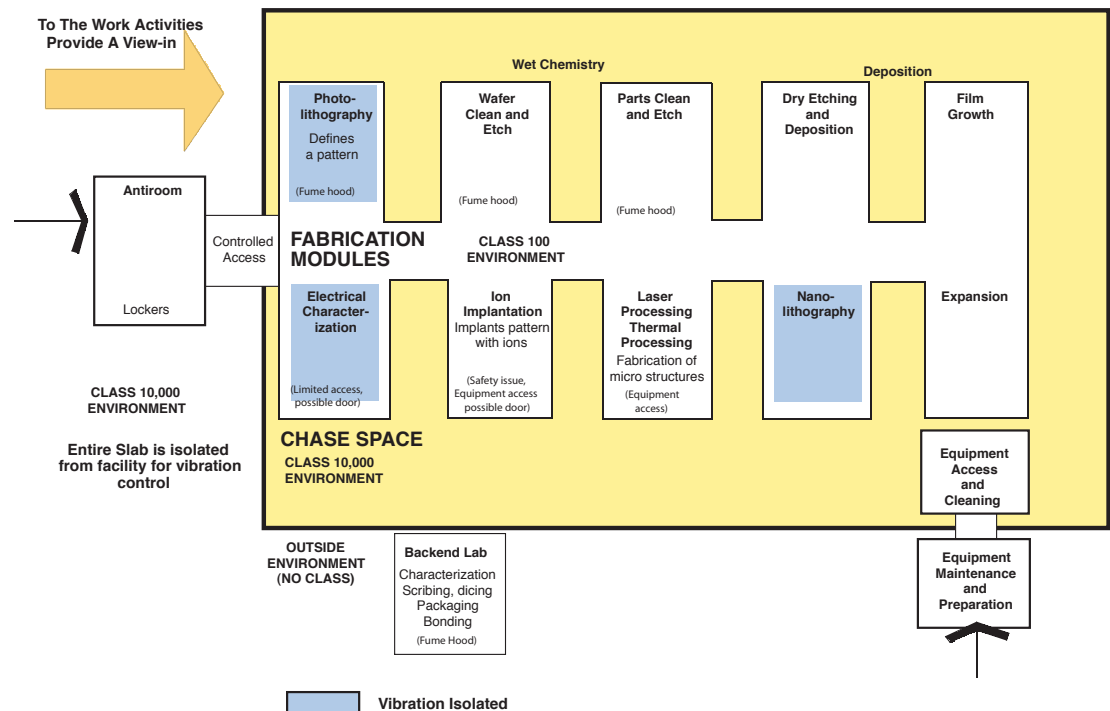 To The Work Activities
Provide A View-in
Wet Chemistry
Deposition
Photo-
lithography
Defines
a pattern
(Fume hood)
Wafer
Clean and
Etch
(Fume hood)
Parts Clean
and Etch
(Fume hood)
Dry Etching
and
Deposition
Film
Growth
Antiroom
Lockers
Controlled
Access
FABRICATION
MODULES
CLASS 100
ENVIRONMENT
Electrical
Character-
ization
(Limited access,
possible door)
Ion
Implantation
Implants pattern
with ions
(Safety issue,
Equipment access
possible door)
Laser
Processing
Thermal
Processing
Fabrication of
micro structures
(Equipment
access)
Nano-
lithography
Expansion
CLASS 10,000
ENVIRONMENT
Entire Slab is isolated
from facility for vibration
control
CHASE SPACE
CLASS 10,000
ENVIRONMENT
Equipment
Access
and
Cleaning
OUTSIDE
ENVIRONMENT
(NO CLASS)
Backend Lab
Characterization
Scribing, dicing
Packaging
Bonding
(Fume Hood)
Equipment
Maintenance
and
Preparation
Vibration Isolated